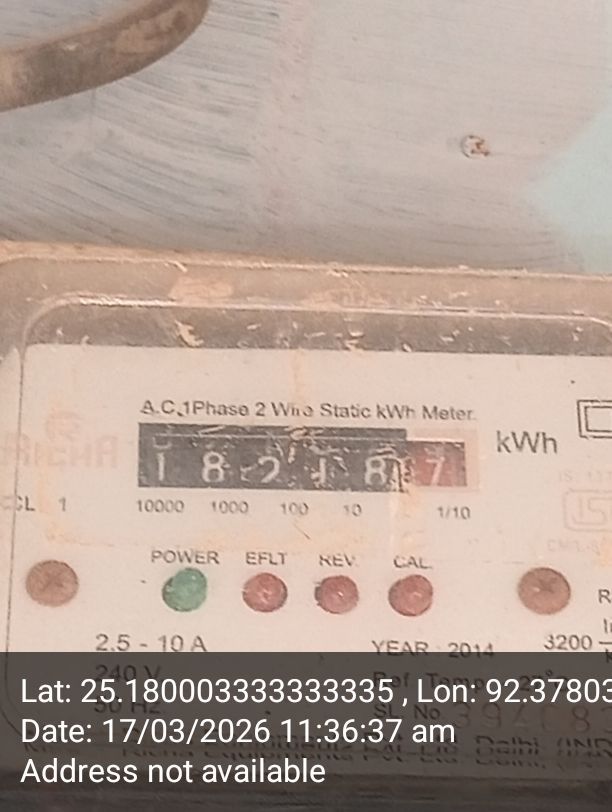 A.C.1Phase 2 Wire Static kWh Meter.
1 8 2 1 8 7
kWh
10000 1000 100 10 1/10
CL 1
POWER EFLT REV. CAL.
2.5 - 10 A
YEAR 2014
3200
240 V
50 Hz
Lat: 25.180003333333335 , Lon: 92.37803
Date: 17/03/2026 11:36:37 am
Address not available